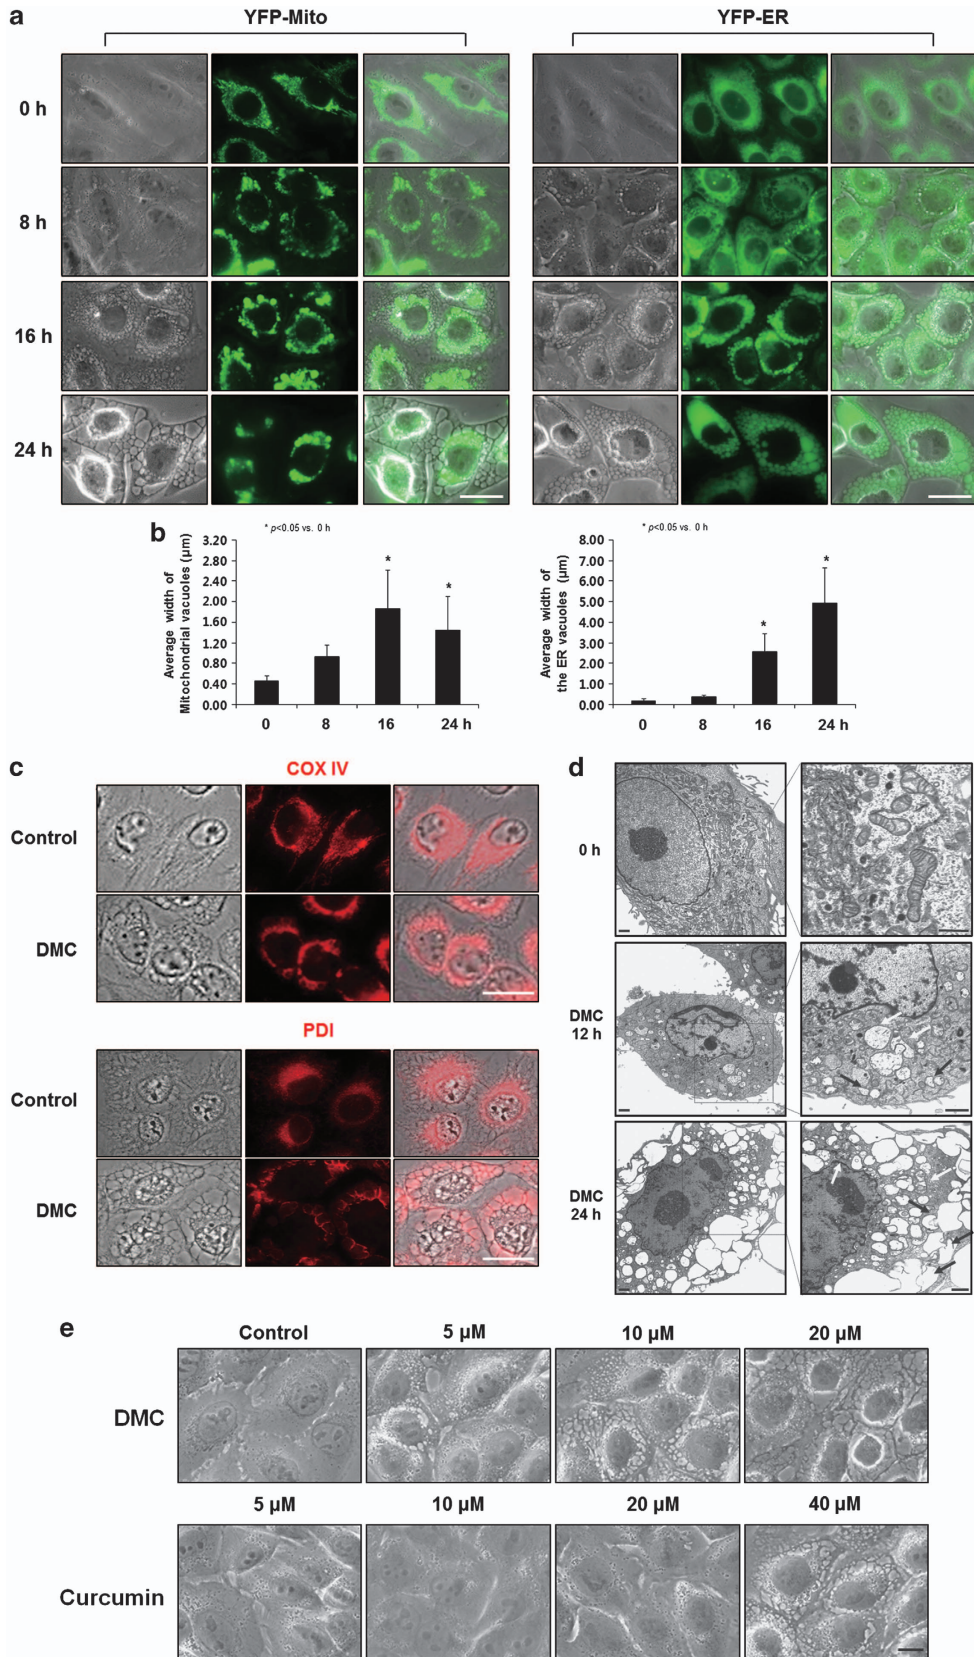 a
YFP-Mito
YFP-ER
0 h
8 h
16 h
24 h
b
* p<0.05 vs. 0 h
Average width of
Mitochondrial vacuoles (μm)
3.20
2.80
2.40
2.00
1.60
1.20
0.80
0.40
0.00
0 8 16 24 h
* * 
* p<0.05 vs. 0 h
Average width of
the ER vacuoles (μm)
8.00
7.00
6.00
5.00
4.00
3.00
2.00
1.00
0.00
0 8 16 24 h
* *
c
COX IV
Control
DMC
PDI
Control
DMC
d
0 h
DMC
12 h
DMC
24 h
e
Control 5 μM 10 μM 20 μM
DMC
5 μM 10 μM 20 μM 40 μM
Curcumin